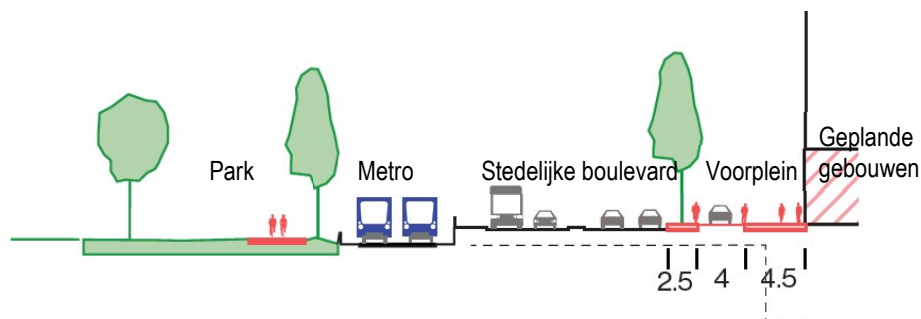 Park
Metro
Stedelijke boulevard
Voorplein
Geplande
gebouwen
2.5
4
4.5